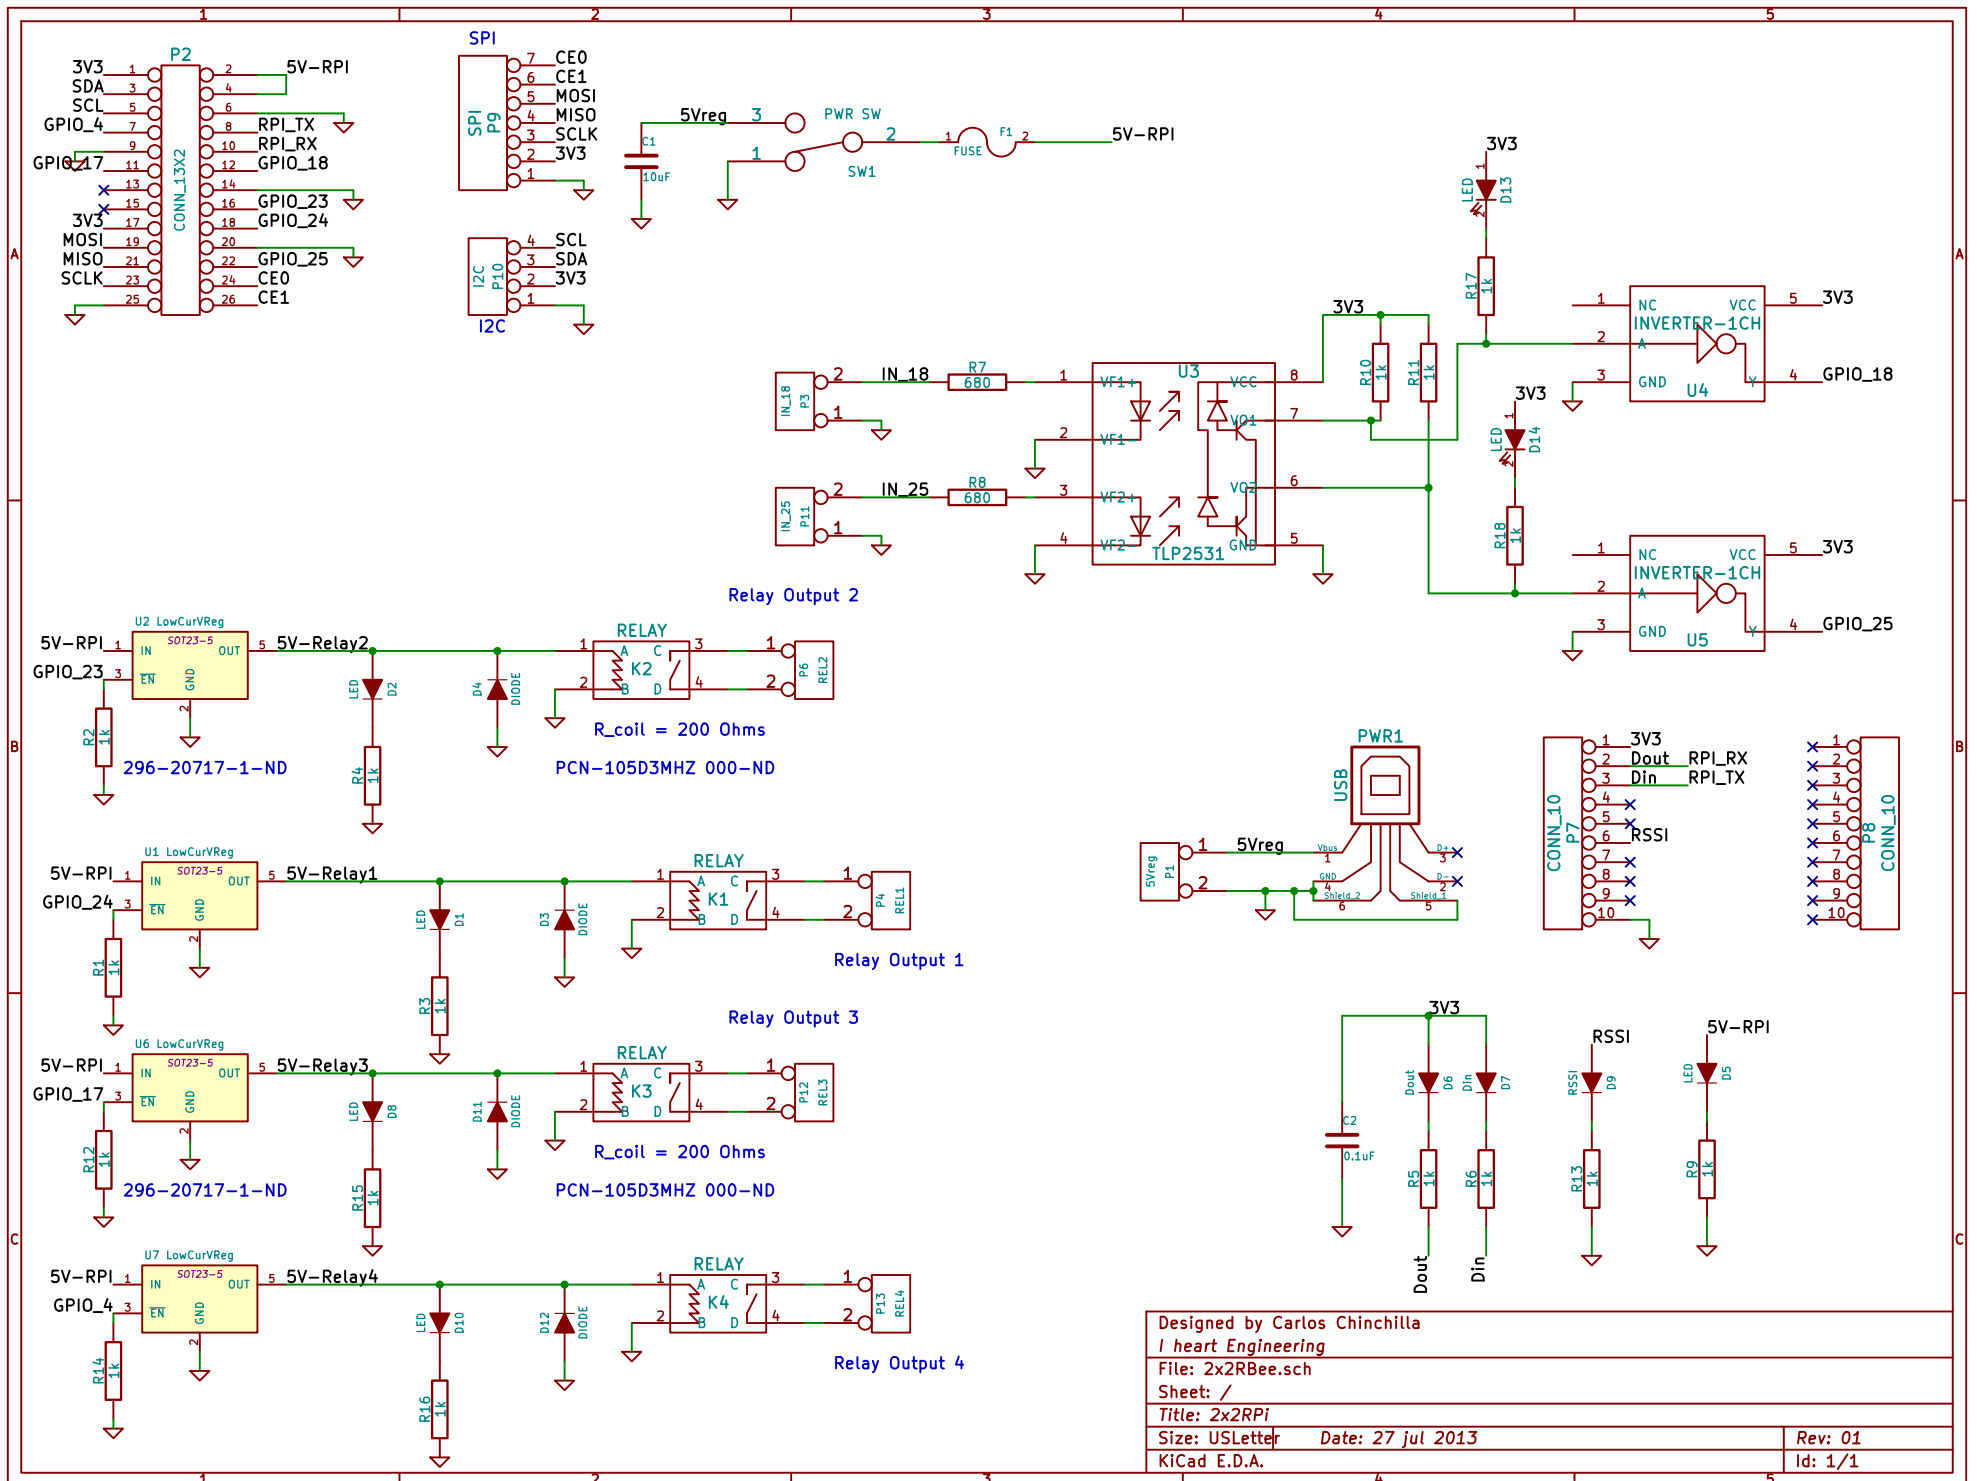 1 2 3 4 5
A
B
C
A
B
C
1 2 3 4 5
P2
CONN_13X2
3V3 1 2 5V-RPI
SDA 3 4
SCL 5 6
GPIO_4 7 8 RPI_TX
9 10 RPI_RX
GPIO_17 11 12 GPIO_18
13 14
15 16 GPIO_23
3V3 17 18 GPIO_24
MOSI 19 20
MISO 21 22 GPIO_25
SCLK 23 24 CE0
25 26 CE1
SPI
SPI
P9
7 CE0
6 CE1
5 MOSI
4 MISO
3 SCLK
2 3V3
1
I2C
P10
4 SCL
3 SDA
2 3V3
1
I2C
5Vreg 3 PWR SW
C1
10uF
1 2
SW1
1 F1 2
FUSE
5V-RPI
IN_18
P3
2 IN_18
1
R7
680
IN_25
P11
2 IN_25
1
R8
680
U3
1 VF1+ VCC 8
VO1 7
2 VF1-
3 VF2+ VO2 6
4 VF2- GND 5
TLP2531
3V3
R10
1k
R11
1k
3V3
1
LED
D13
2
R17
1k
1 NC VCC 5 3V3
INVERTER-1CH
2 A
3 GND Y 4 GPIO_18
U4
3V3
1
LED
D14
2
R18
1k
1 NC VCC 5 3V3
INVERTER-1CH
2 A
3 GND Y 4 GPIO_25
U5
Relay Output 2
U2 LowCurVReg
SOT23-5
5V-RPI 1 IN OUT 5 5V-Relay2
GPIO_23 3 EN
GND
2
R2
1k
296-20717-1-ND
LED
D2
R4
1k
D4
DIODE
RELAY
1 A C 3
K2
2 B D 4
1
2
P6
REL2
R_coil = 200 Ohms
PCN-105D3MHZ 000-ND
U1 LowCurVReg
SOT23-5
5V-RPI 1 IN OUT 5 5V-Relay1
GPIO_24 3 EN
GND
2
R1
1k
LED
D1
R3
1k
D3
DIODE
RELAY
1 A C 3
K1
2 B D 4
1
2
P4
REL1
Relay Output 1
Relay Output 3
U6 LowCurVReg
SOT23-5
5V-RPI 1 IN OUT 5 5V-Relay3
GPIO_17 3 EN
GND
2
R12
1k
296-20717-1-ND
LED
D8
R15
1k
D11
DIODE
RELAY
1 A C 3
K3
2 B D 4
1
2
P12
REL3
R_coil = 200 Ohms
PCN-105D3MHZ 000-ND
U7 LowCurVReg
SOT23-5
5V-RPI 1 IN OUT 5 5V-Relay4
GPIO_4 3 EN
GND
2
R14
1k
LED
D10
R16
1k
D12
DIODE
RELAY
1 A C 3
K4
2 B D 4
1
2
P13
REL4
Relay Output 4
PWR1
USB
5Vreg
P1
1 5Vreg
2
Vbus
1
GND
4
Shield_2
6
D+
3
D-
2
Shield_1
5
CONN_10
P7
1 3V3
2 Dout RPI_RX
3 Din RPI_TX
4
5
6 RSSI
7
8
9
10
1
2
3
4
5
6
7
8
9
10
P8
CONN_10
3V3
C2
0.1uF
Dout
D6
R5
1k
Dout
Din
D7
R6
1k
Din
RSSI
RSSI
D9
R13
1k
5V-RPI
LED
D5
R9
1k
Designed by Carlos Chinchilla
I heart Engineering
File: 2x2RBee.sch
Sheet: /
Title: 2x2RPi
Size: USLetter Date: 27 jul 2013 Rev: 01
KiCad E.D.A. Id: 1/1